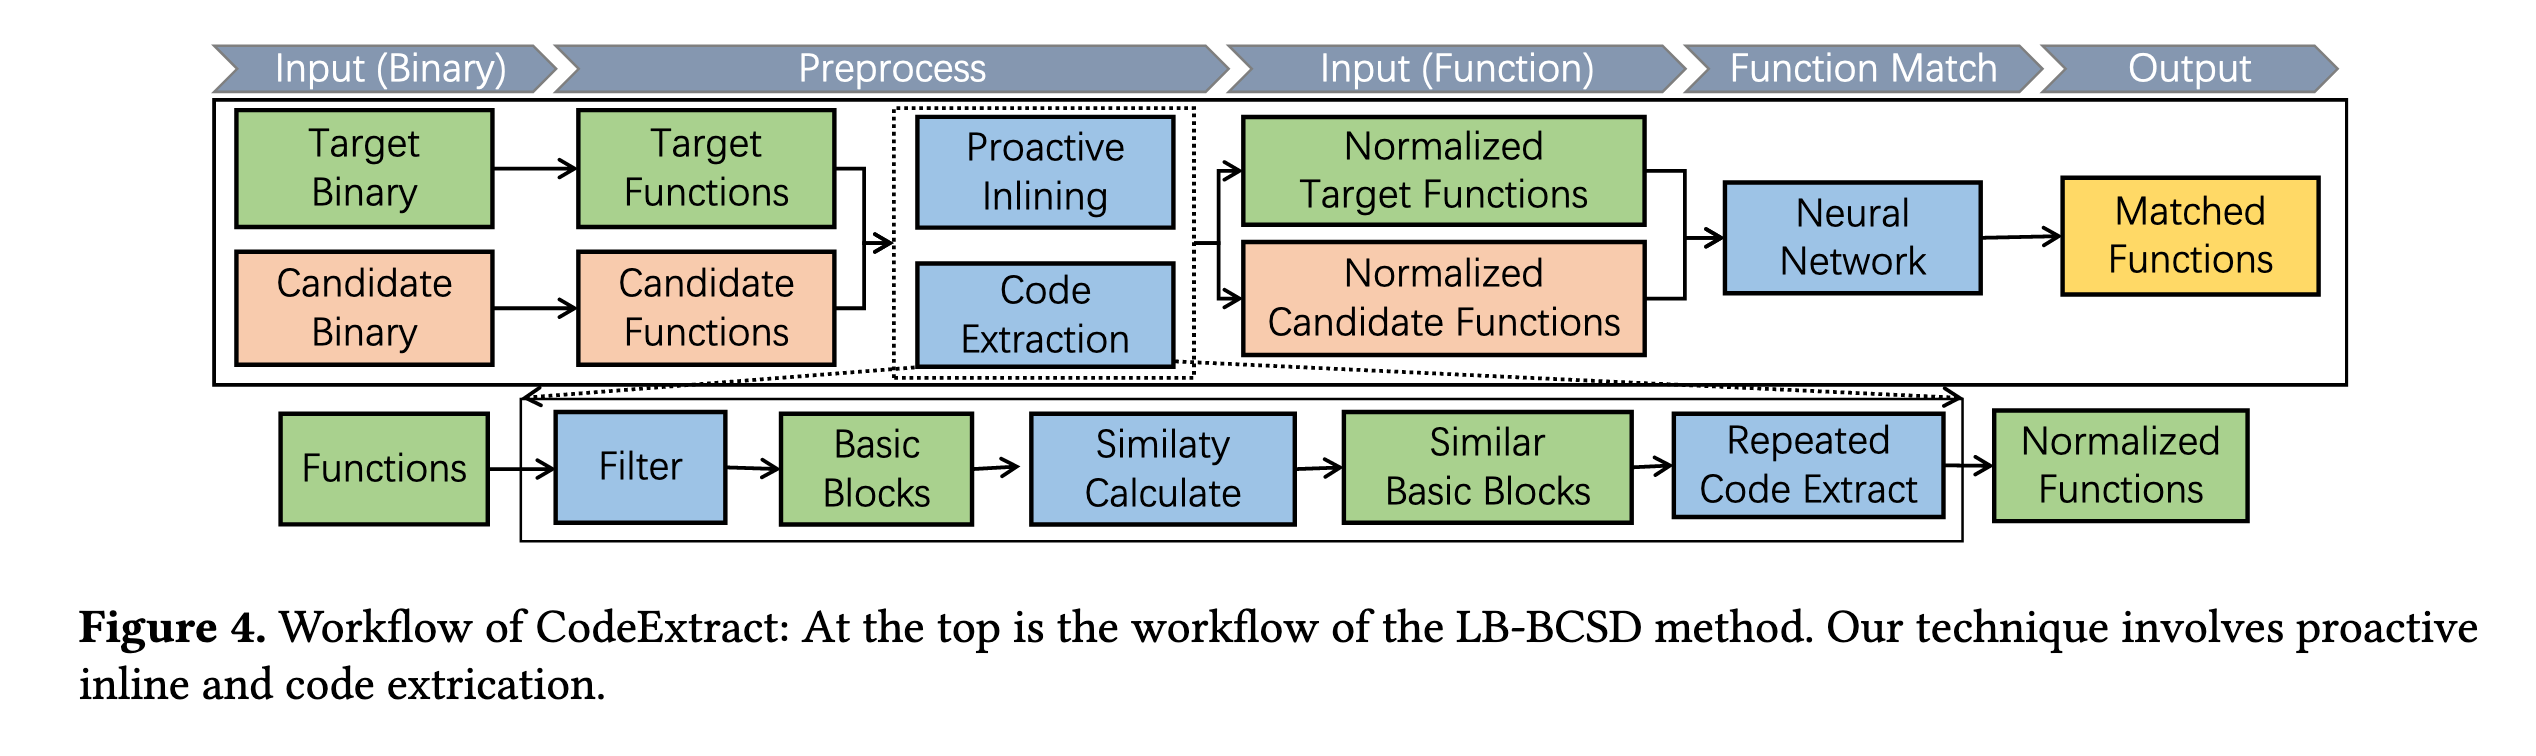 Input (Binary)
Preprocess
Input (Function)
Function Match
Output
Target
Binary
Target
Functions
Proactive
Inlining
Normalized
Target Functions
Neural
Network
Matched
Functions
Candidate
Binary
Candidate
Functions
Code
Extraction
Normalized
Candidate Functions
Functions
Filter
Basic
Blocks
Similaty
Calculate
Similar
Basic Blocks
Repeated
Code Extract
Normalized
Functions
Figure 4. Workflow of CodeExtract: At the top is the workflow of the LB-BCSD method. Our technique involves proactive
inline and code extrication.